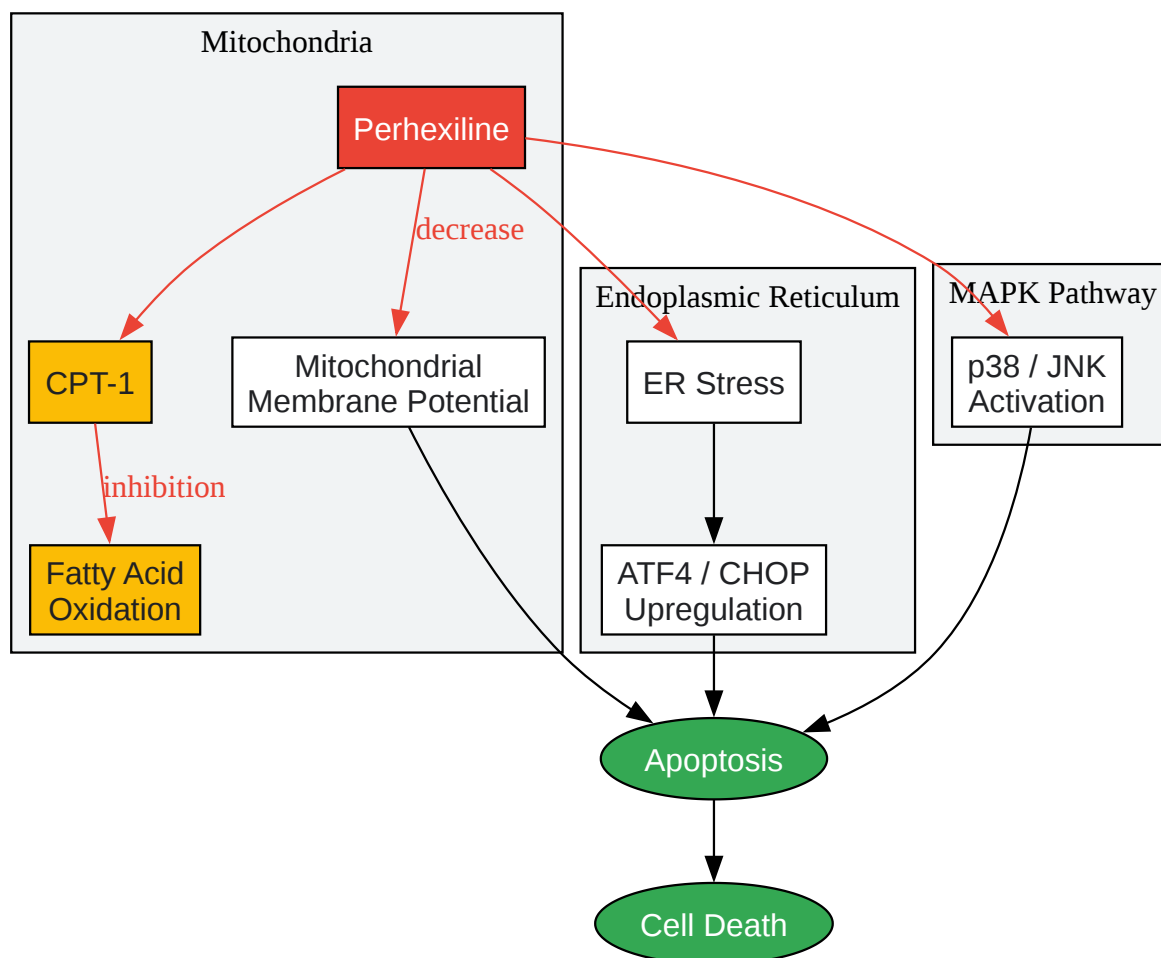 Mitochondria
Perhexiline
decrease
Endoplasmic Reticulum
MAPK Pathway
CPT-1
Mitochondrial
Membrane Potential
ER Stress
p38 / JNK
Activation
inhibition
Fatty Acid
Oxidation
ATF4 / CHOP
Upregulation
Apoptosis
Cell Death